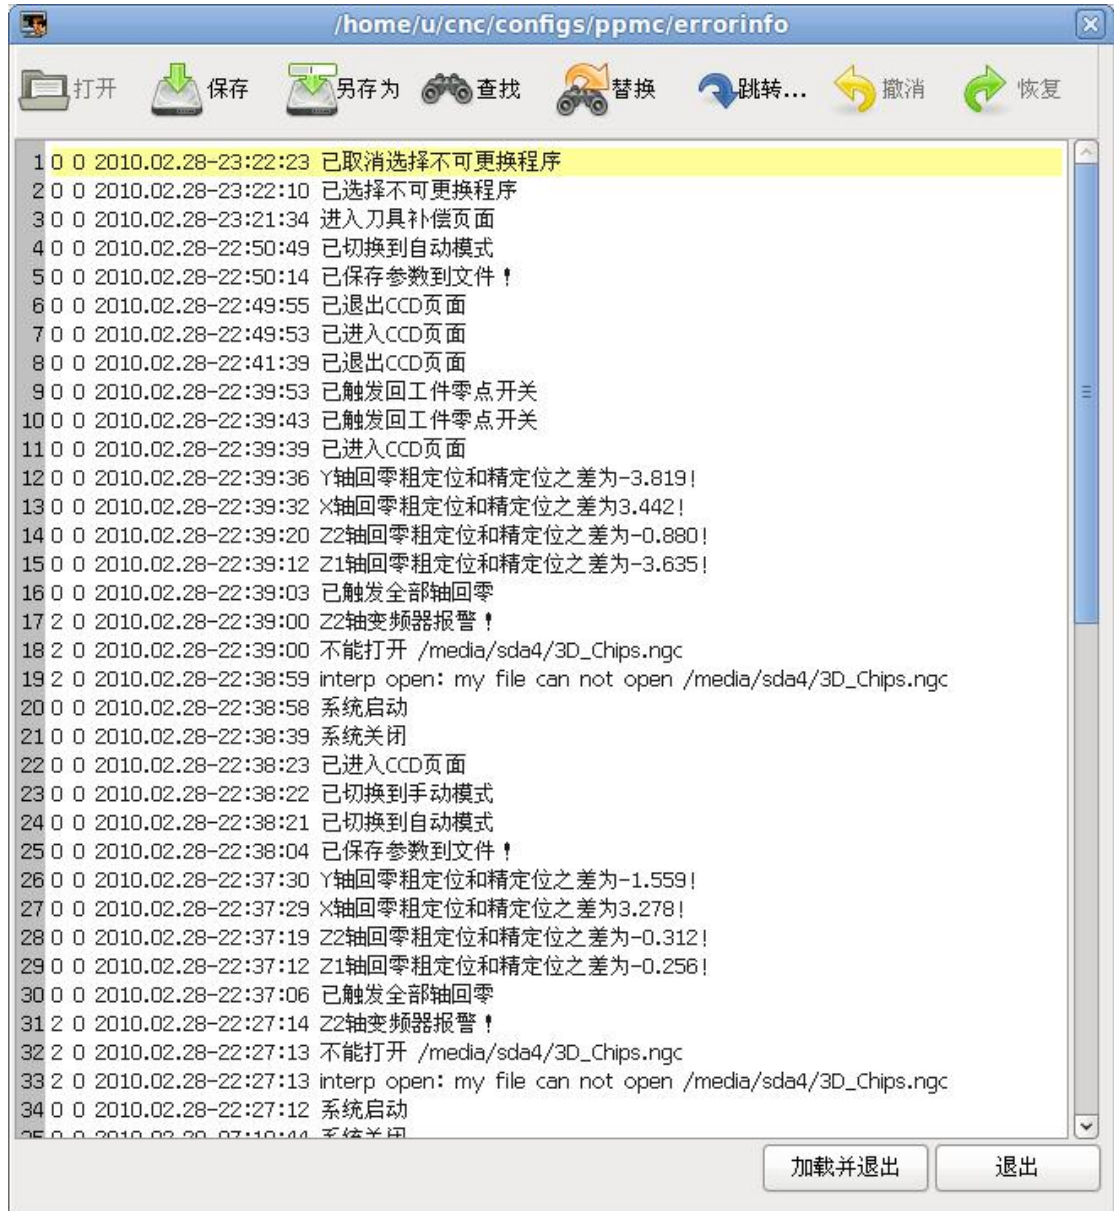 /home/u/cnc/configs/ppmc/errorinfo
打开 保存 另存为 查找 替换 跳转... 撤消 恢复
1 0 0 2010.02.28-23:22:23 已取消选择不可更换程序
2 0 0 2010.02.28-23:22:10 已选择不可更换程序
3 0 0 2010.02.28-23:21:34 进入刀具补偿页面
4 0 0 2010.02.28-22:50:49 已切换到自动模式
5 0 0 2010.02.28-22:50:14 已保存参数到文件！
6 0 0 2010.02.28-22:49:55 已退出CCD页面
7 0 0 2010.02.28-22:49:53 已进入CCD页面
8 0 0 2010.02.28-22:41:39 已退出CCD页面
9 0 0 2010.02.28-22:39:53 已触发回工件零点开关
10 0 0 2010.02.28-22:39:43 已触发回工件零点开关
11 0 0 2010.02.28-22:39:39 已进入CCD页面
12 0 0 2010.02.28-22:39:36 Y轴回零粗定位和精定位之差为-3.819!
13 0 0 2010.02.28-22:39:32 X轴回零粗定位和精定位之差为3.442!
14 0 0 2010.02.28-22:39:20 Z2轴回零粗定位和精定位之差为-0.880!
15 0 0 2010.02.28-22:39:12 Z1轴回零粗定位和精定位之差为-3.635!
16 0 0 2010.02.28-22:39:03 已触发全部轴回零
17 2 0 2010.02.28-22:39:00 Z2轴变频器报警！
18 2 0 2010.02.28-22:39:00 不能打开 /media/sda4/3D_Chips.ngc
19 2 0 2010.02.28-22:38:59 interp open: my file can not open /media/sda4/3D_Chips.ngc
20 0 0 2010.02.28-22:38:58 系统启动
21 0 0 2010.02.28-22:38:39 系统关闭
22 0 0 2010.02.28-22:38:23 已进入CCD页面
23 0 0 2010.02.28-22:38:22 已切换到手动模式
24 0 0 2010.02.28-22:38:21 已切换到自动模式
25 0 0 2010.02.28-22:38:04 已保存参数到文件！
26 0 0 2010.02.28-22:37:30 Y轴回零粗定位和精定位之差为-1.559!
27 0 0 2010.02.28-22:37:29 X轴回零粗定位和精定位之差为3.278!
28 0 0 2010.02.28-22:37:19 Z2轴回零粗定位和精定位之差为-0.312!
29 0 0 2010.02.28-22:37:12 Z1轴回零粗定位和精定位之差为-0.256!
30 0 0 2010.02.28-22:37:06 已触发全部轴回零
31 2 0 2010.02.28-22:27:14 Z2轴变频器报警！
32 2 0 2010.02.28-22:27:13 不能打开 /media/sda4/3D_Chips.ngc
33 2 0 2010.02.28-22:27:13 interp open: my file can not open /media/sda4/3D_Chips.ngc
34 0 0 2010.02.28-22:27:12 系统启动
加载并退出 退出